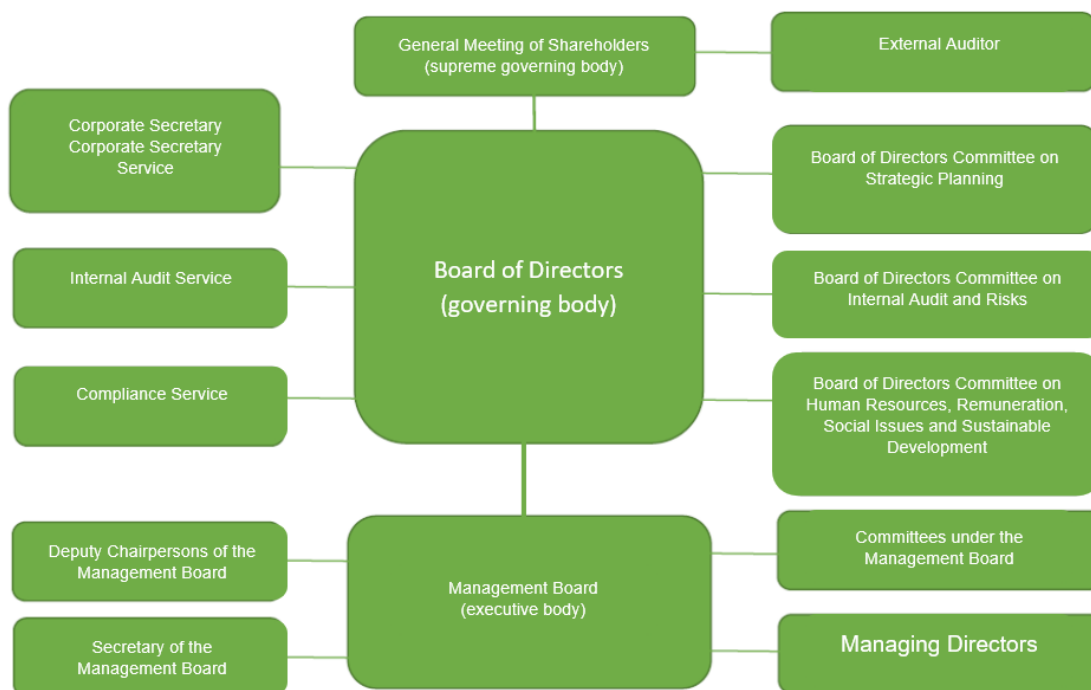 General Meeting of Shareholders
(supreme governing body)
External Auditor
Corporate Secretary
Corporate Secretary
Service
Board of Directors Committee on
Strategic Planning
Internal Audit Service
Board of Directors
(governing body)
Board of Directors Committee on
Internal Audit and Risks
Compliance Service
Board of Directors Committee on
Human Resources, Remuneration,
Social Issues and Sustainable
Development
Deputy Chairpersons of the
Management Board
Management Board
(executive body)
Committees under the
Management Board
Secretary of the
Management Board
Managing Directors